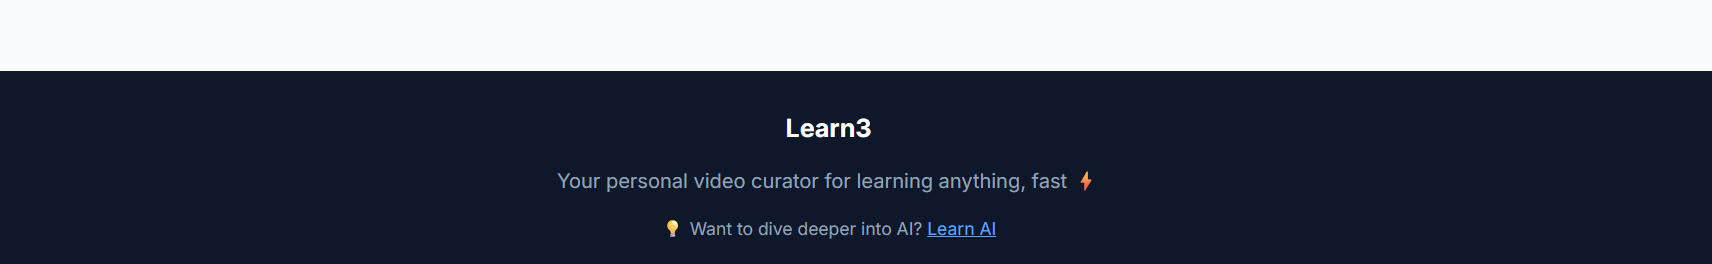 Learn3
Your personal video curator for learning anything, fast ⚡
💡 Want to dive deeper into AI? Learn AI